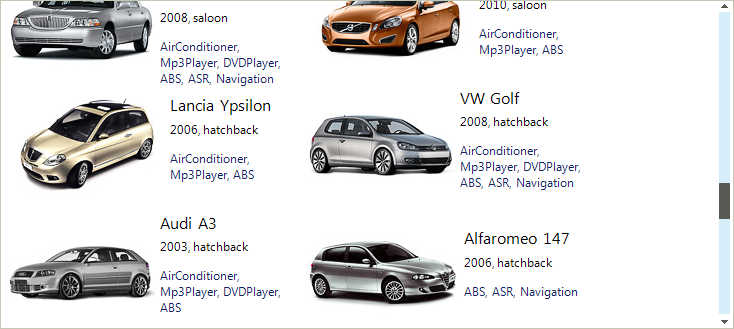 2008, saloon
AirConditioner,
Mp3Player, DVDPlayer,
ABS, ASR, Navigation
2010, saloon
AirConditioner,
Mp3Player, ABS
Lancia Ypsilon
2006, hatchback
AirConditioner,
Mp3Player, ABS
VW Golf
2008, hatchback
AirConditioner,
Mp3Player, DVDPlayer,
ABS, ASR, Navigation
Audi A3
2003, hatchback
AirConditioner,
Mp3Player, DVDPlayer,
ABS
Alfaromeo 147
2006, hatchback
ABS, ASR, Navigation